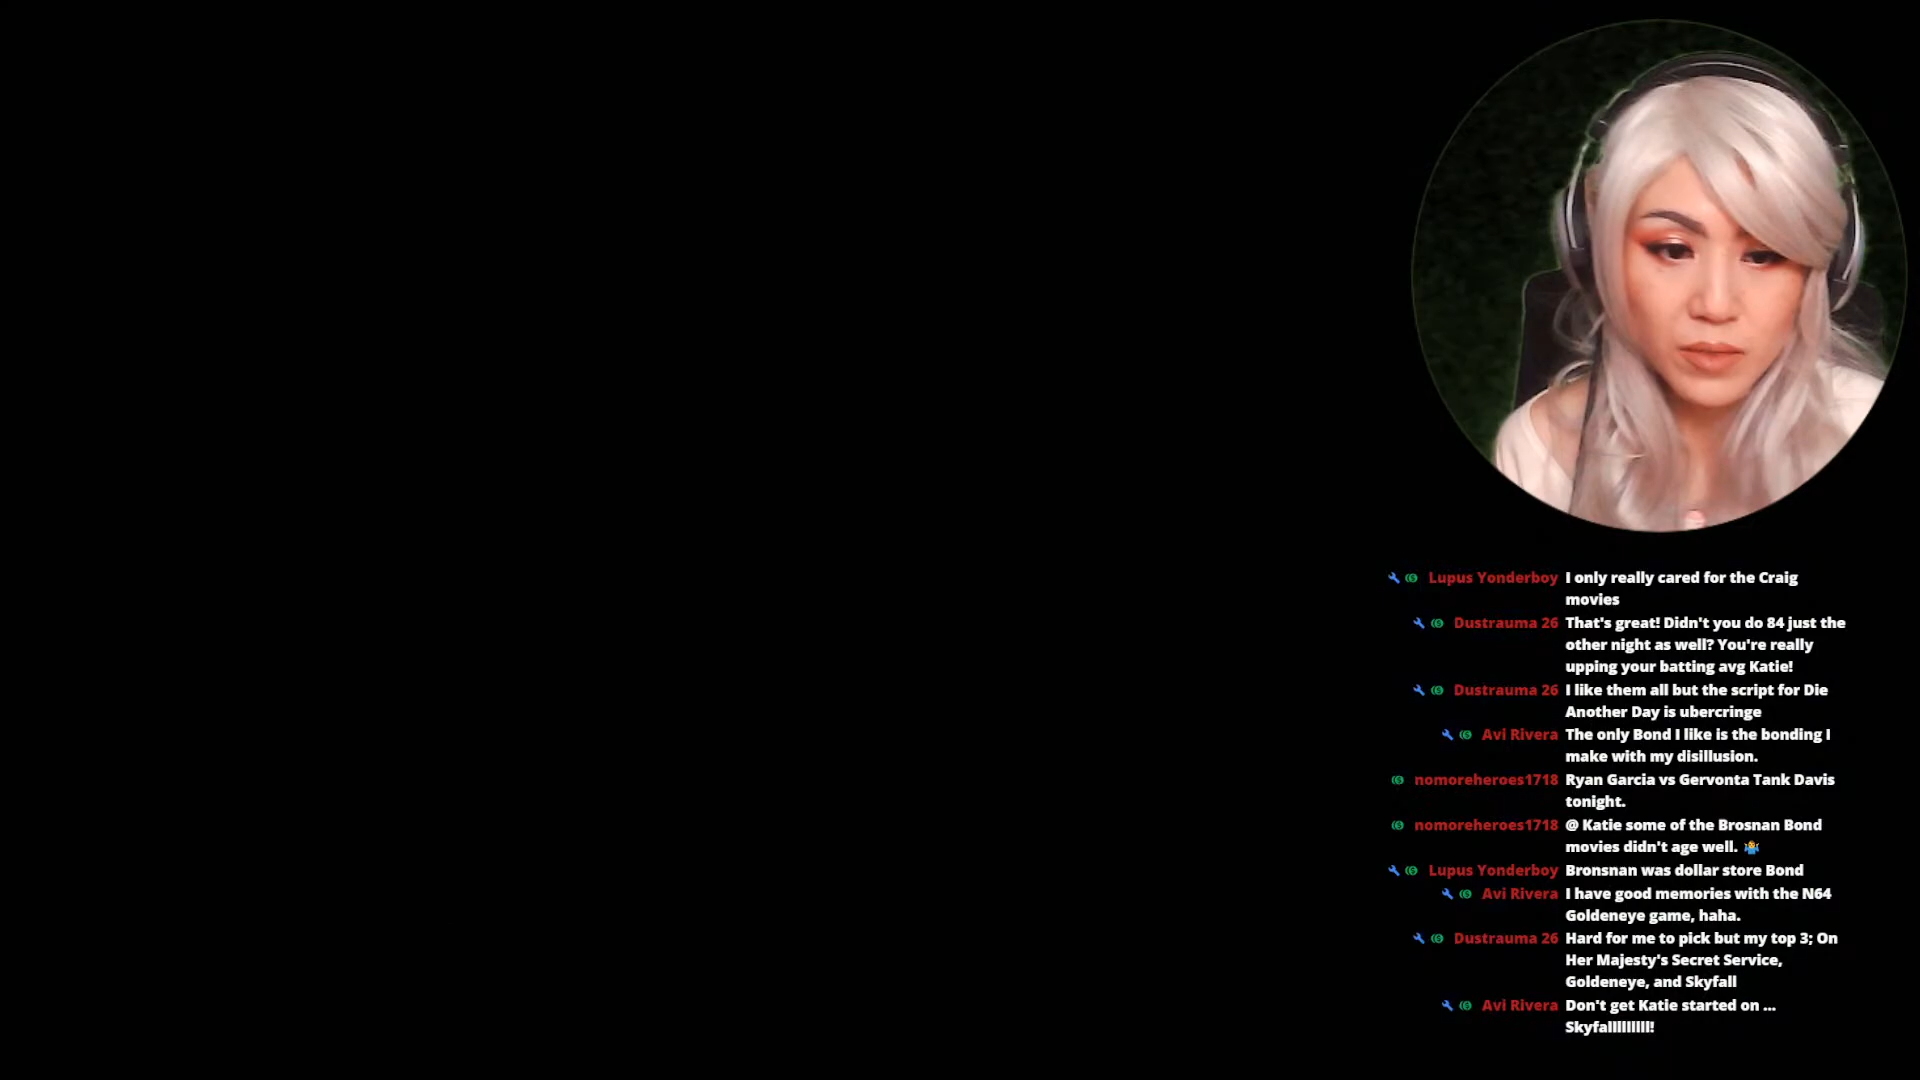 Lupus Yonderboy I only really cared for the Craig
movies
Dustrauma 26 That's great! Didn't you do 84 just the
other night as well? You're really
upping your batting avg Katie!
Dustrauma 26 I like them all but the script for Die
Another Day is ubercringe
Avi Rivera The only Bond I like is the bonding I
make with my disillusion.
nomoreheroes1718 Ryan Garcia vs Gervonta Tank Davis
tonight.
nomoreheroes1718 @ Katie some of the Brosnan Bond
movies didn't age well. 🤷
Lupus Yonderboy Bronsnan was dollar store Bond
Avi Rivera I have good memories with the N64
Goldeneye game, haha.
Dustrauma 26 Hard for me to pick but my top 3; On
Her Majesty's Secret Service,
Goldeneye, and Skyfall
Avi Rivera Don't get Katie started on ...
Skyfalllllllll!